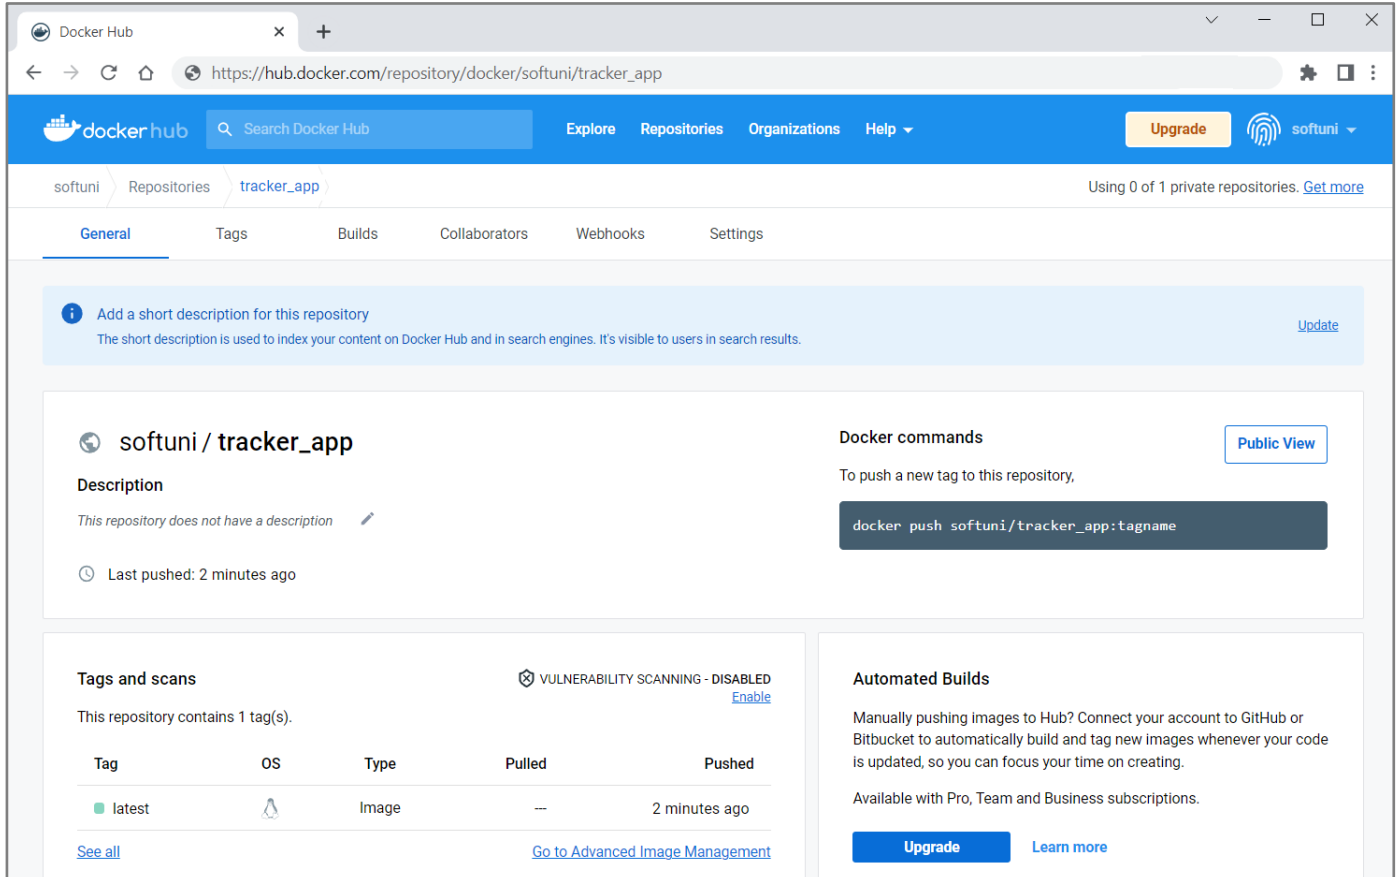 Docker Hub
https://hub.docker.com/repository/docker/softuni/tracker_app
dockerhub
Search Docker Hub
Explore Repositories Organizations Help
Upgrade
softuni
softuni Repositories tracker_app
Using 0 of 1 private repositories. Get more
General Tags Builds Collaborators Webhooks Settings
Add a short description for this repository
The short description is used to index your content on Docker Hub and in search engines. It's visible to users in search results.
Update
softuni / tracker_app
Description
This repository does not have a description
Last pushed: 2 minutes ago
Docker commands
Public View
To push a new tag to this repository,
docker push softuni/tracker_app:tagname
Tags and scans
VULNERABILITY SCANNING - DISABLED
Enable
This repository contains 1 tag(s).
Tag OS Type Pulled Pushed
latest Image --- 2 minutes ago
See all
Go to Advanced Image Management
Automated Builds
Manually pushing images to Hub? Connect your account to GitHub or
Bitbucket to automatically build and tag new images whenever your code
is updated, so you can focus your time on creating.
Available with Pro, Team and Business subscriptions.
Upgrade
Learn more